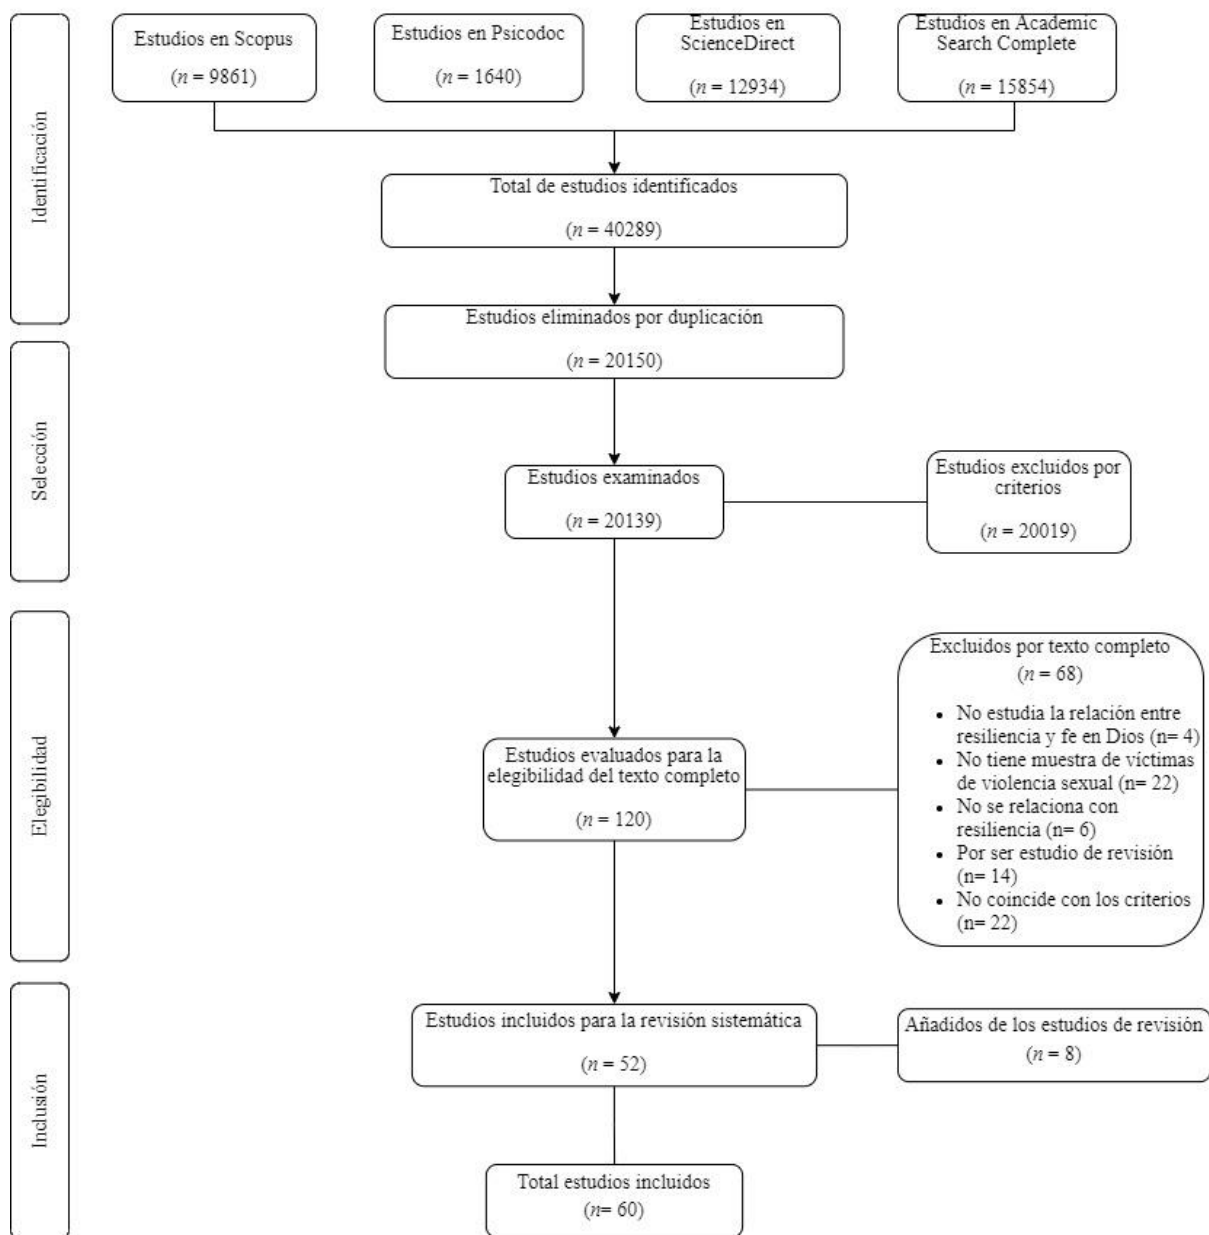 Identificación
Estudios en Scopus
(n = 9861)
Estudios en Psicodoc
(n = 1640)
Estudios en
ScienceDirect
(n = 12934)
Estudios en Academic
Search Complete
(n = 15854)
Total de estudios identificados
(n = 40289)
Estudios eliminados por duplicación
(n = 20150)
Selección
Estudios examinados
(n = 20139)
Estudios excluidos por
criterios
(n = 20019)
Elegibilidad
Estudios evaluados para la
elegibilidad del texto completo
(n = 120)
Excluidos por texto completo
(n = 68)
• No estudia la relación entre
resiliencia y fe en Dios (n= 4)
• No tiene muestra de víctimas
de violencia sexual (n= 22)
• No se relaciona con
resiliencia (n= 6)
• Por ser estudio de revisión
(n= 14)
• No coincide con los criterios
(n= 22)
Inclusión
Estudios incluidos para la revisión sistemática
(n = 52)
Añadidos de los estudios de revisión
(n = 8)
Total estudios incluidos
(n= 60)